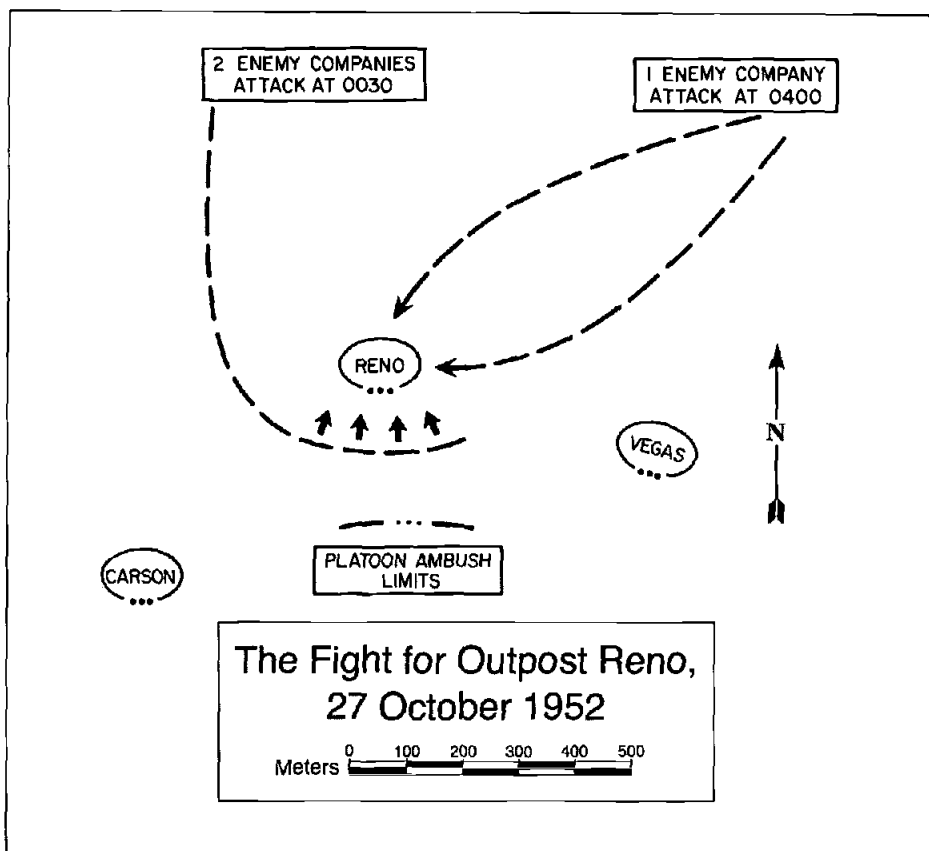 2 ENEMY COMPANIES
ATTACK AT 0030
1 ENEMY COMPANY
ATTACK AT 0400
RENO
N
VEGAS
PLATOON AMBUSH
LIMITS
CARSON
The Fight for Outpost Reno,
27 October 1952
0 100 200 300 400 500
Meters